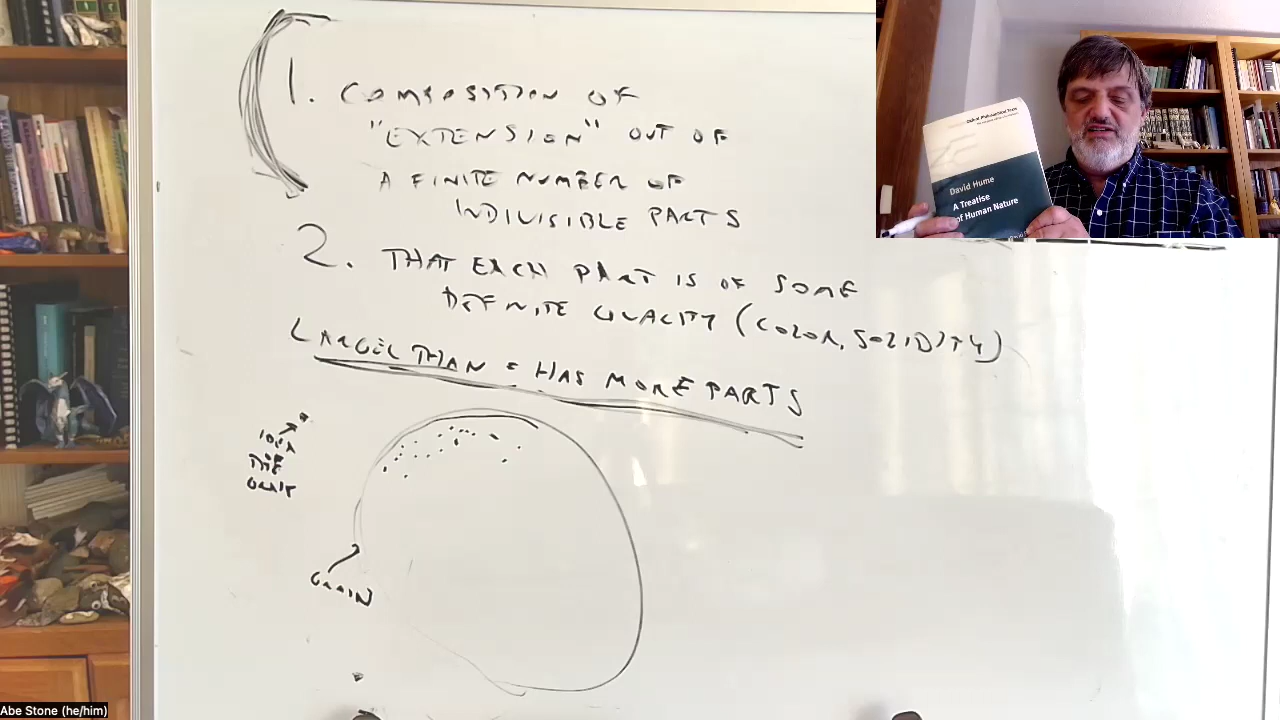 1. COMPOSITION OF
"EXTENSION" OUT OF
A FINITE NUMBER OF
INDIVISIBLE PARTS
2. THAT EACH PART IS OF SOME
DEFINITE QUALITY (COLOR, SOLIDITY)
LARGER THAN = HAS MORE PARTS
IDEA
OF
THE
GRAIN
GRAIN
David Hume
A Treatise
of Human Nature
Abe Stone (he/him)